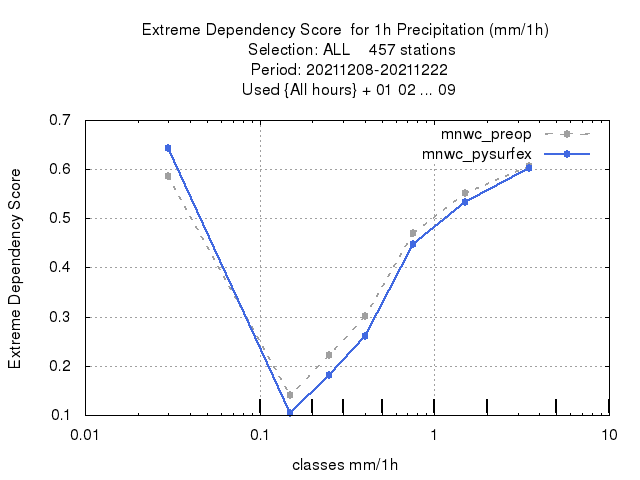 Extreme Dependency Score  for 1h Precipitation (mm/1h)
Selection: ALL    457 stations
Period: 20211208-20211222
Used {All hours} + 01 02 ... 09
mnwc_preop
mnwc_pysurfex
Extreme Dependency Score
0.7
0.6
0.5
0.4
0.3
0.2
0.1
0.01
0.1
1
10
classes mm/1h